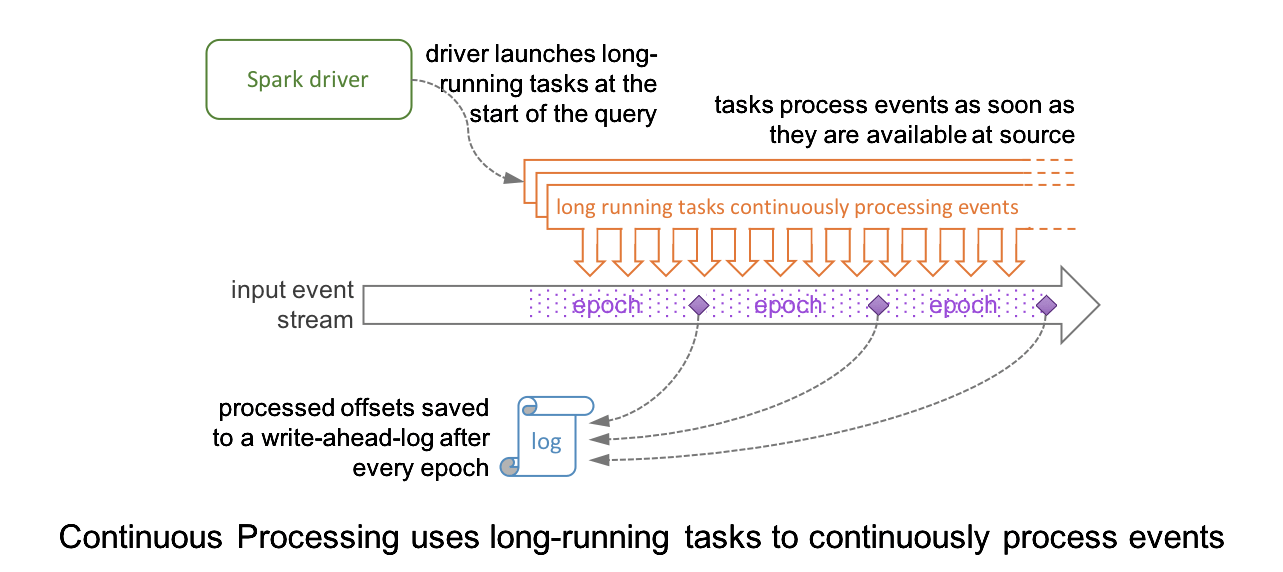 Spark driver
driver launches long-
running tasks at the
start of the query
tasks process events as soon as
they are available at source
long running tasks continuously processing events
input event
stream
epoch epoch epoch
processed offsets saved
to a write-ahead-log after
every epoch
log
Continuous Processing uses long-running tasks to continuously process events